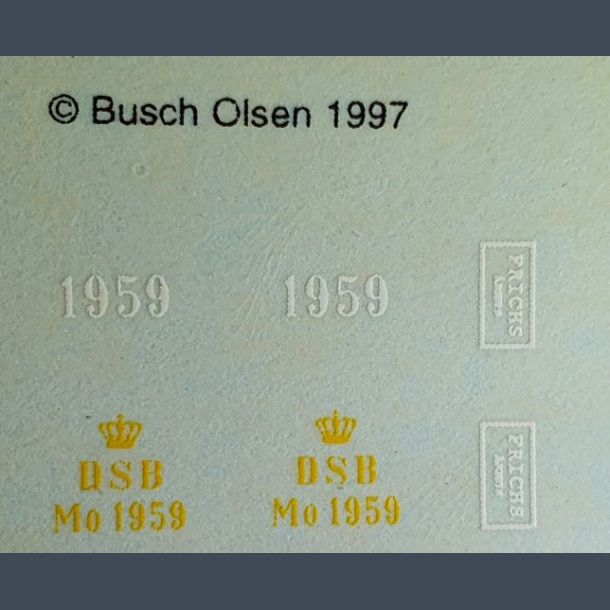 © Busch Olsen 1997
1959
1959
FRICHS
DSB
Mo 1959
DSB
Mo 1959
FRICHS